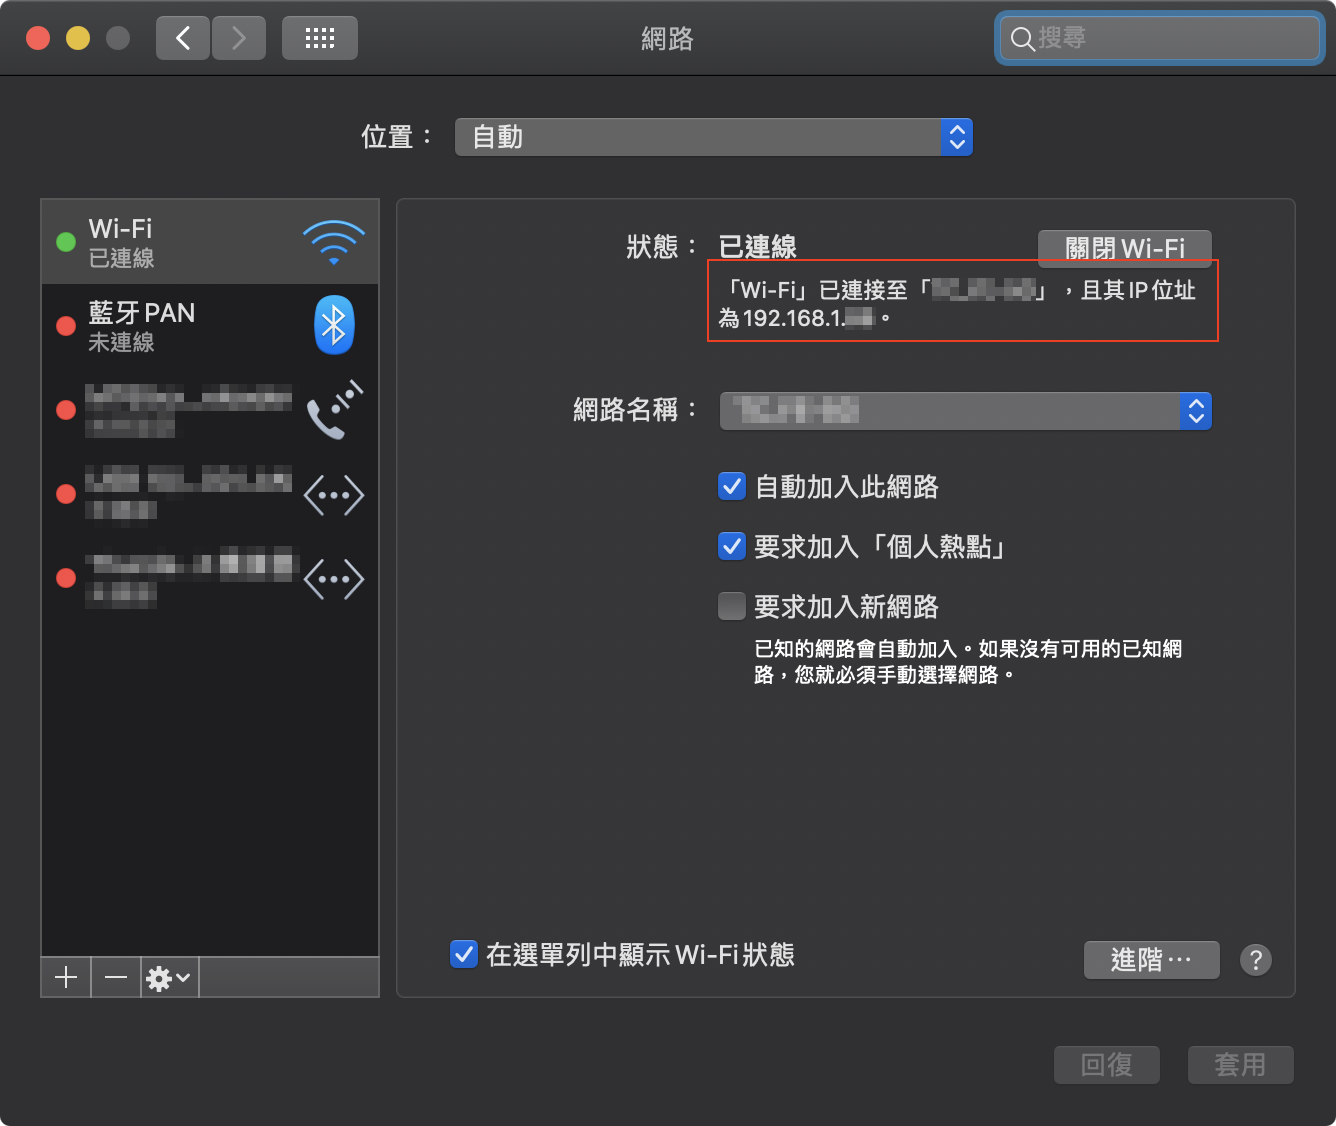 網路
搜尋
位置：
自動
Wi-Fi
已連線
藍牙 PAN
未連線
狀態：
已連線
關閉 Wi-Fi
「Wi-Fi」已連接至「 」，且其 IP 位址
為 192.168.1. 。
網路名稱：
自動加入此網路
要求加入「個人熱點」
要求加入新網路
已知的網路會自動加入。如果沒有可用的已知網
路，您就必須手動選擇網路。
在選單列中顯示 Wi-Fi 狀態
進階⋯
?
回復
套用